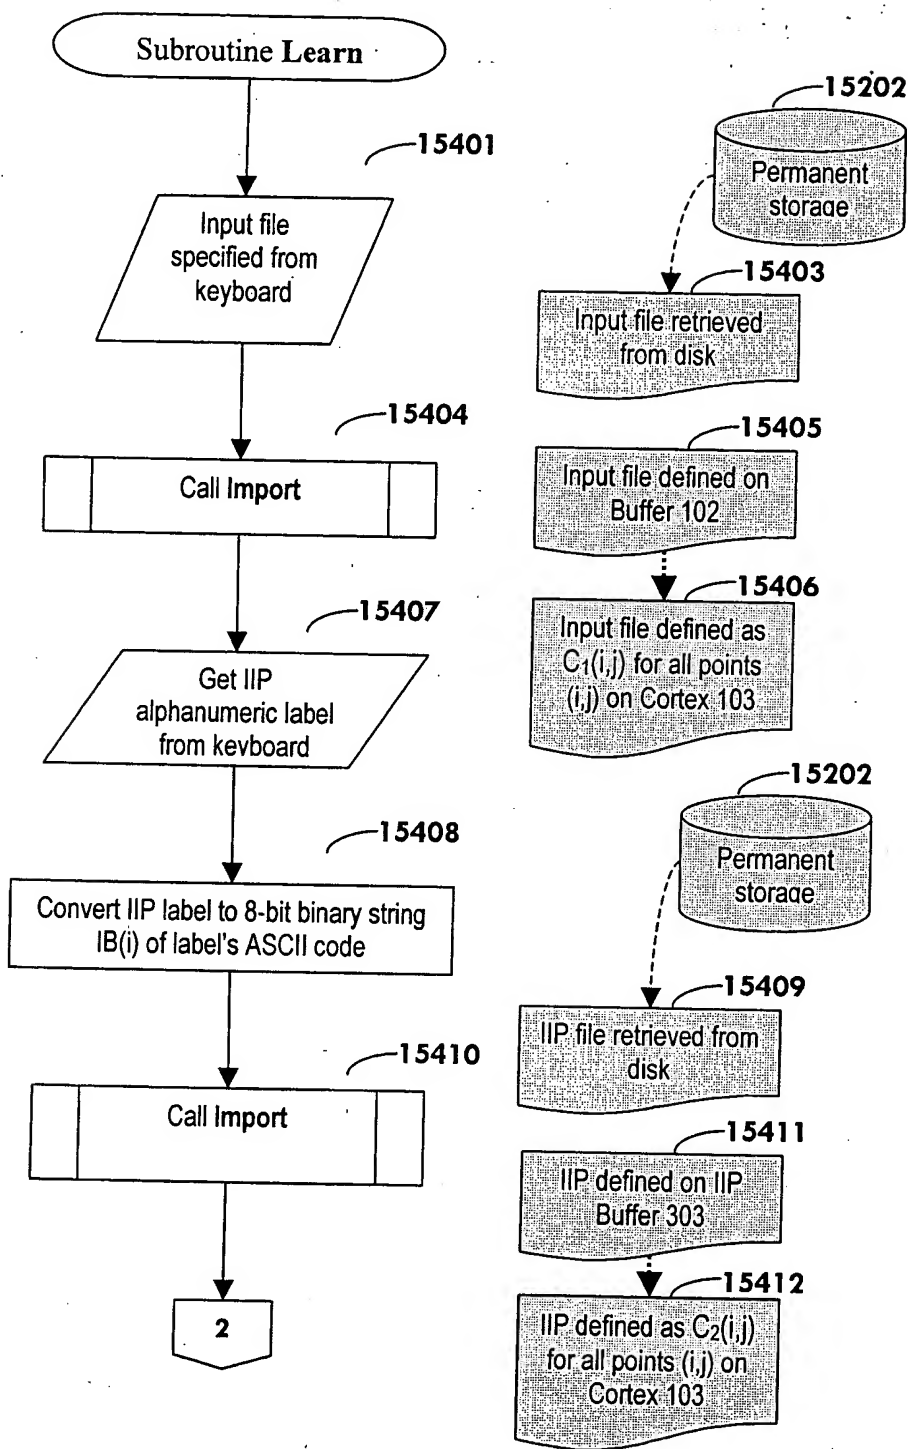 Subroutine Learn
15401
Input file
specified from
keyboard
15202
Permanent
storage
15403
Input file retrieved
from disk
15404
Call Import
15405
Input file defined on
Buffer 102
15406
Input file defined as
C₁(i,j) for all points
(i,j) on Cortex 103
15407
Get IIP
alphanumeric label
from keyboard
15202
Permanent
storage
15408
Convert IIP label to 8-bit binary string
IB(i) of label's ASCII code
15409
IIP file retrieved from
disk
15410
Call Import
15411
IIP defined on IIP
Buffer 303
15412
IIP defined as C₂(i,j)
for all points (i,j) on
Cortex 103
2